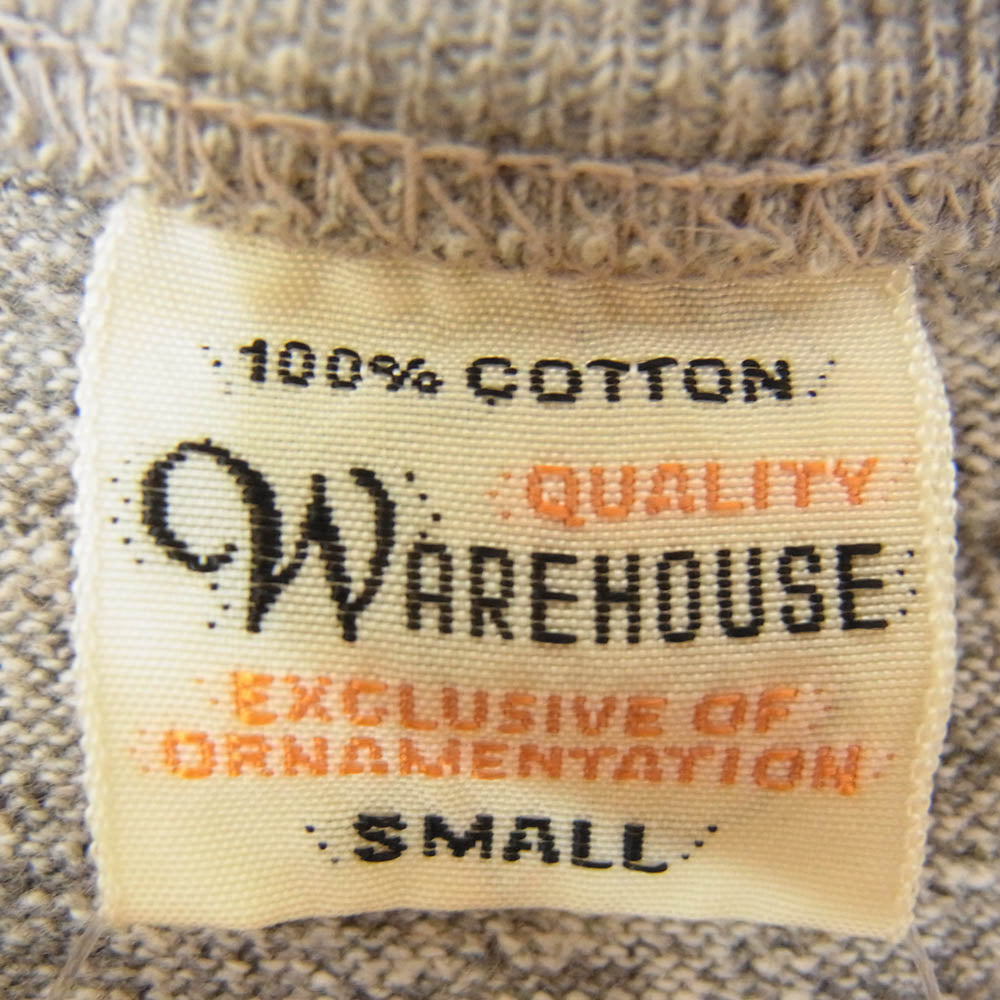 100% COTTON
QUALITY
WAREHOUSE
EXCLUSIVE OF
ORNAMENTATION
SMALL